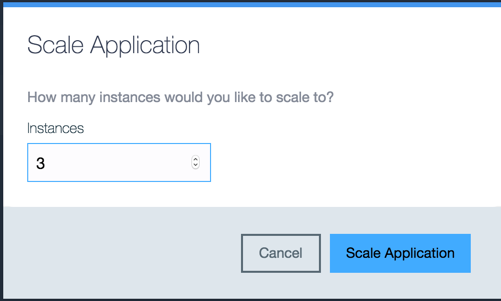 Scale Application
How many instances would you like to scale to?
Instances
3
Cancel
Scale Application